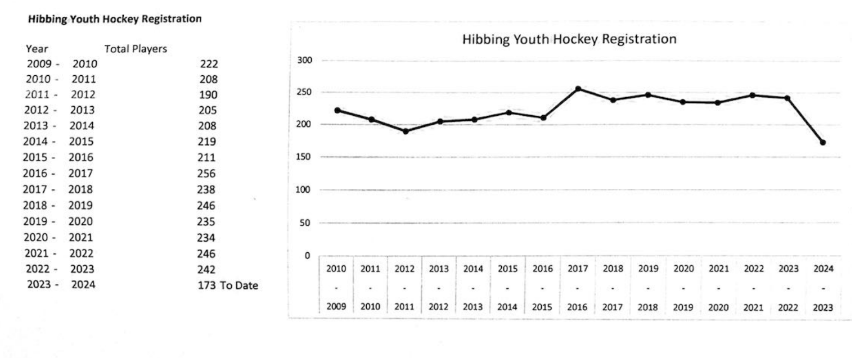 Hibbing Youth Hockey Registration
Year Total Players
2009 - 2010 222
2010 - 2011 208
2011 - 2012 190
2012 - 2013 205
2013 - 2014 208
2014 - 2015 219
2015 - 2016 211
2016 - 2017 256
2017 - 2018 238
2018 - 2019 246
2019 - 2020 235
2020 - 2021 234
2021 - 2022 246
2022 - 2023 242
2023 - 2024 173 To Date
Hibbing Youth Hockey Registration
300
250
200
150
100
50
0
2010 2011 2012 2013 2014 2015 2016 2017 2018 2019 2020 2021 2022 2023 2024
- - - - - - - - - - - - - - -
2009 2010 2011 2012 2013 2014 2015 2016 2017 2018 2019 2020 2021 2022 2023